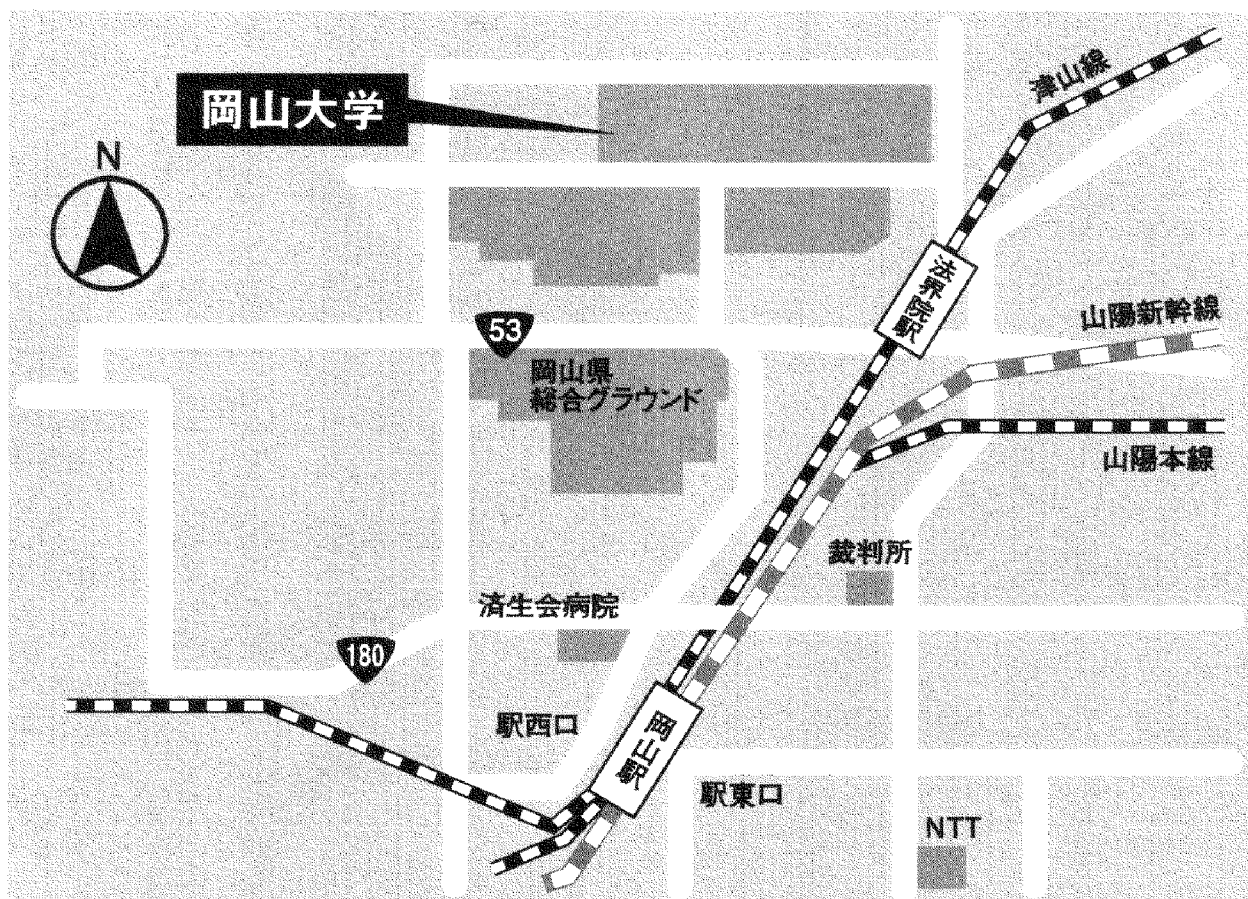 岡山大学
津山線
N
法界院駅
山陽新幹線
53
岡山県
総合グラウンド
山陽本線
裁判所
済生会病院
180
駅西口
岡山駅
駅東口
NTT